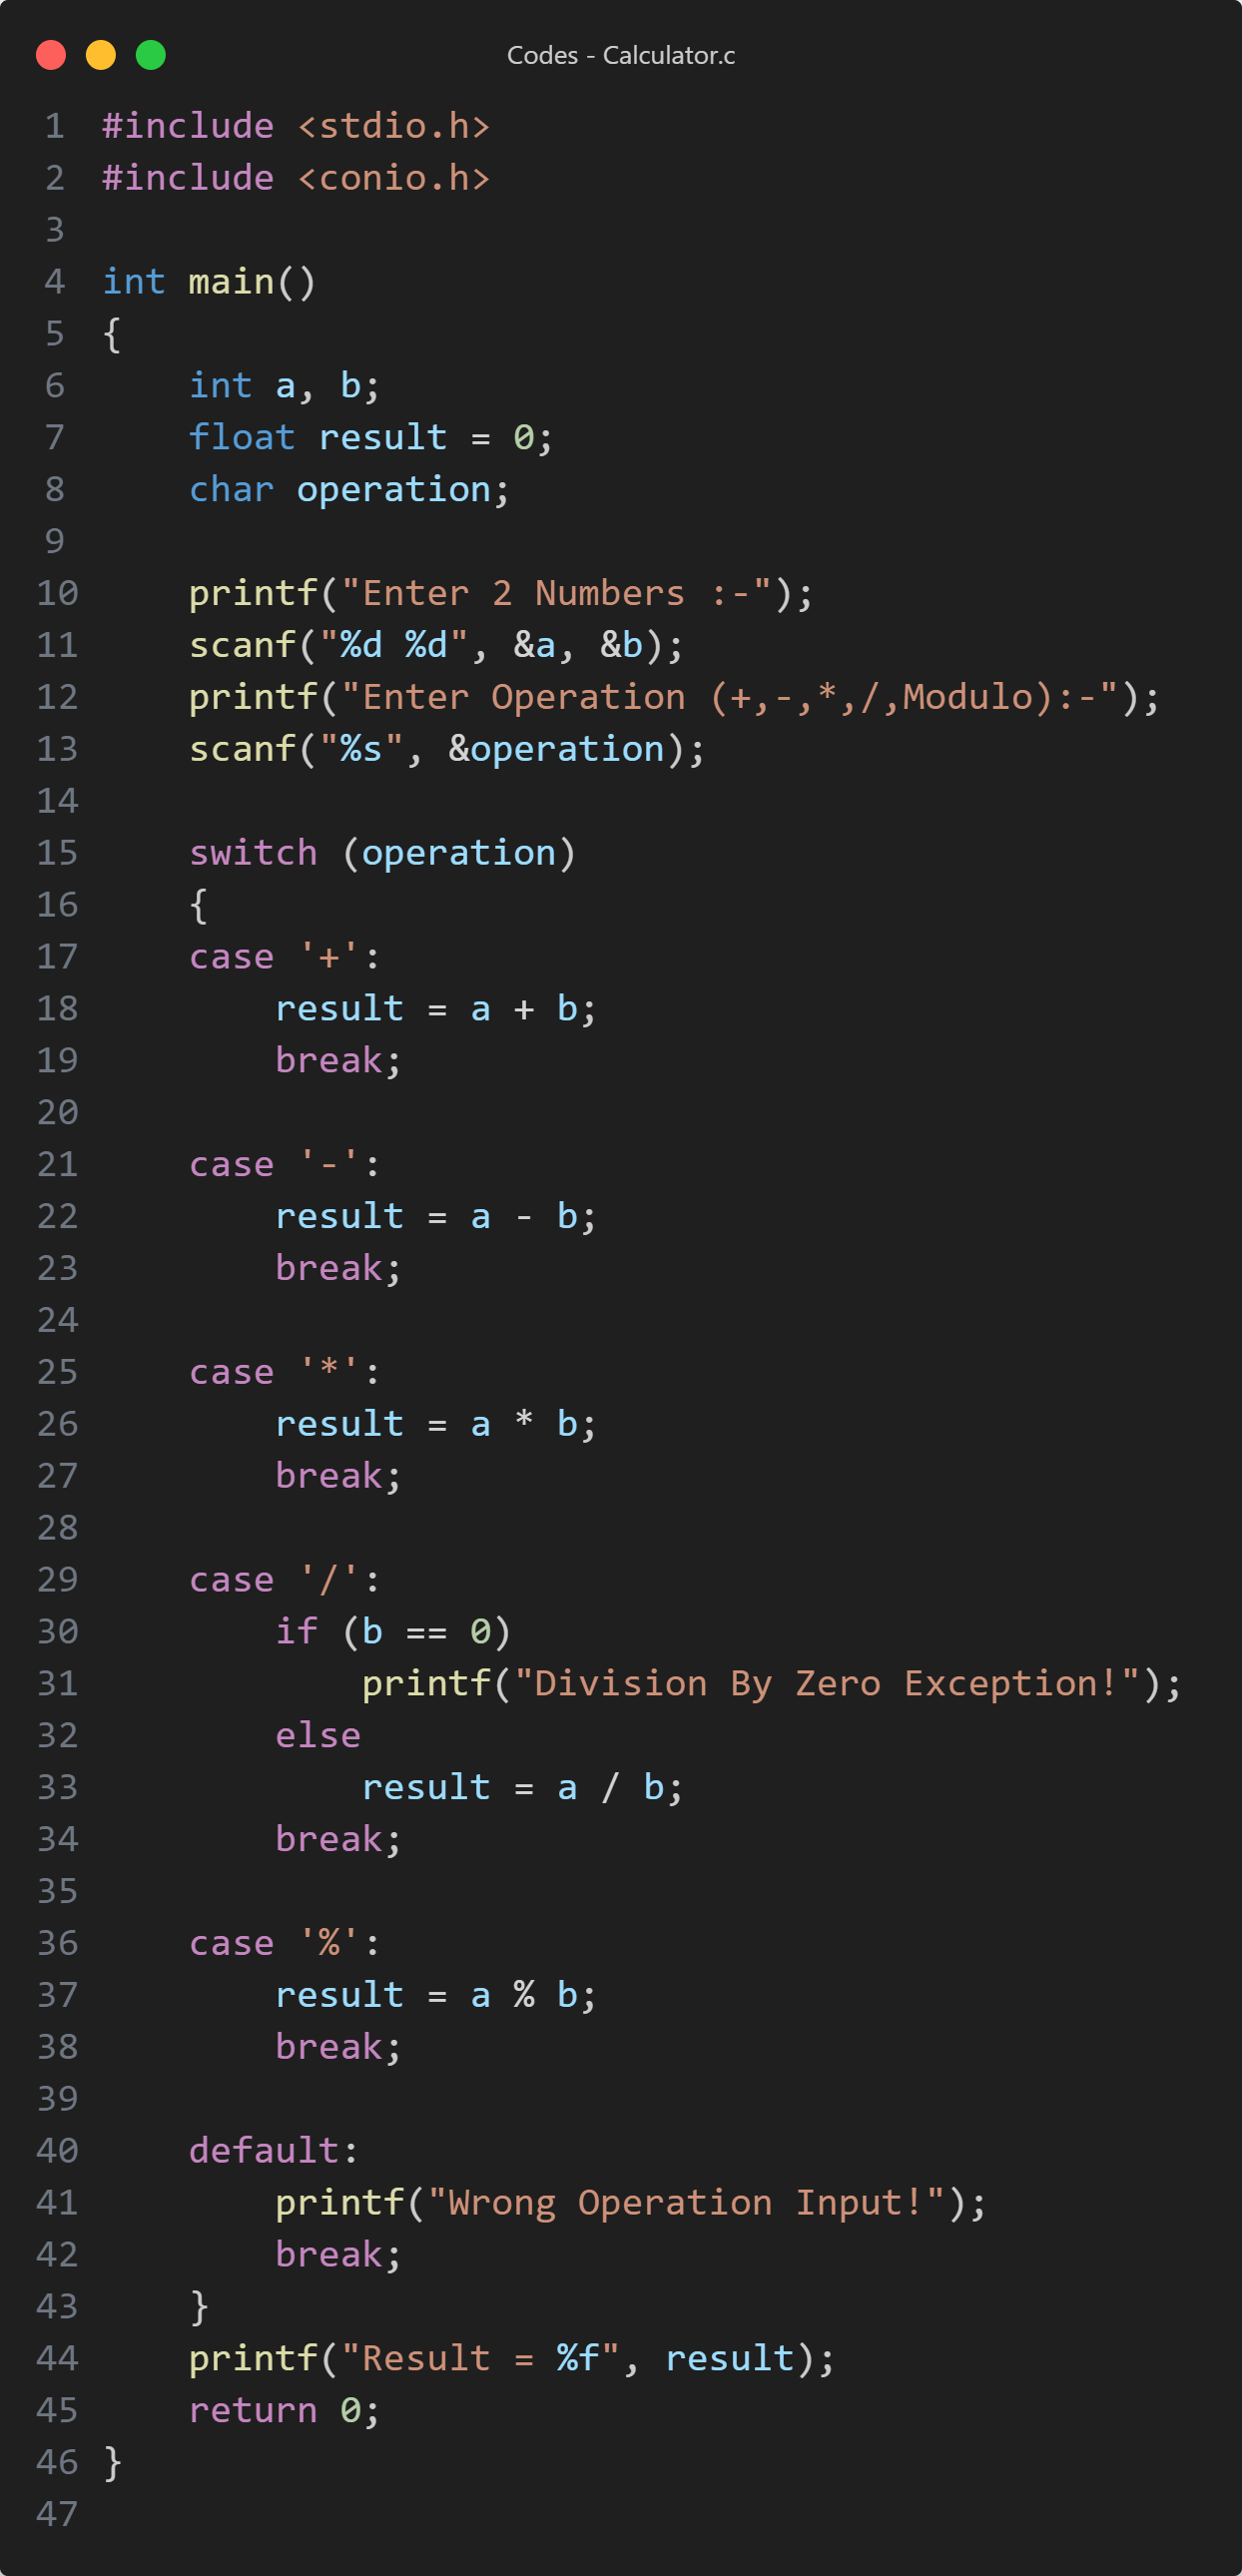 Codes - Calculator.c
1 #include <stdio.h>
2 #include <conio.h>
3
4 int main()
5 {
6     int a, b;
7     float result = 0;
8     char operation;
9
10     printf("Enter 2 Numbers :-");
11     scanf("%d %d", &a, &b);
12     printf("Enter Operation (+,-,*,/,Modulo):-");
13     scanf("%s", &operation);
14
15     switch (operation)
16     {
17     case '+':
18         result = a + b;
19         break;
20
21     case '-':
22         result = a - b;
23         break;
24
25     case '*':
26         result = a * b;
27         break;
28
29     case '/':
30         if (b == 0)
31             printf("Division By Zero Exception!");
32         else
33             result = a / b;
34         break;
35
36     case '%':
37         result = a % b;
38         break;
39
40     default:
41         printf("Wrong Operation Input!");
42         break;
43     }
44     printf("Result = %f", result);
45     return 0;
46 }
47